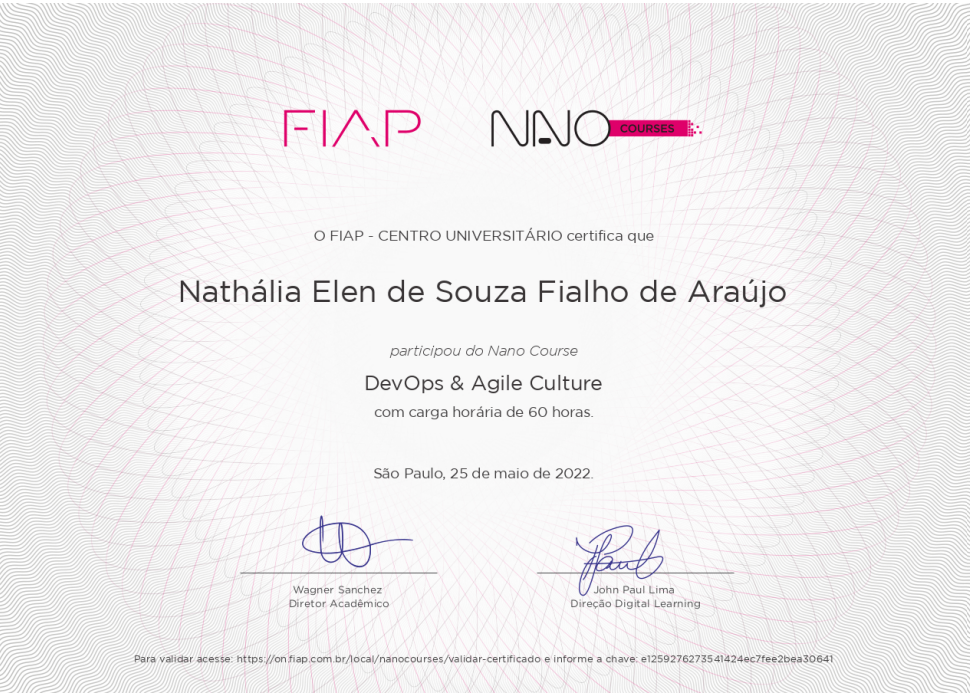 FIAP NANO COURSES
O FIAP - CENTRO UNIVERSITÁRIO certifica que
Nathália Elen de Souza Fialho de Araújo
participou do Nano Course
DevOps & Agile Culture
com carga horária de 60 horas.
São Paulo, 25 de maio de 2022.
Wagner Sanchez
Diretor Acadêmico
John Paul Lima
Direção Digital Learning
Para validar acesse: https://on.fiap.com.br/local/nanocourses/validar-certificado e informe a chave: e1259276273541424ec7fee2bea30641